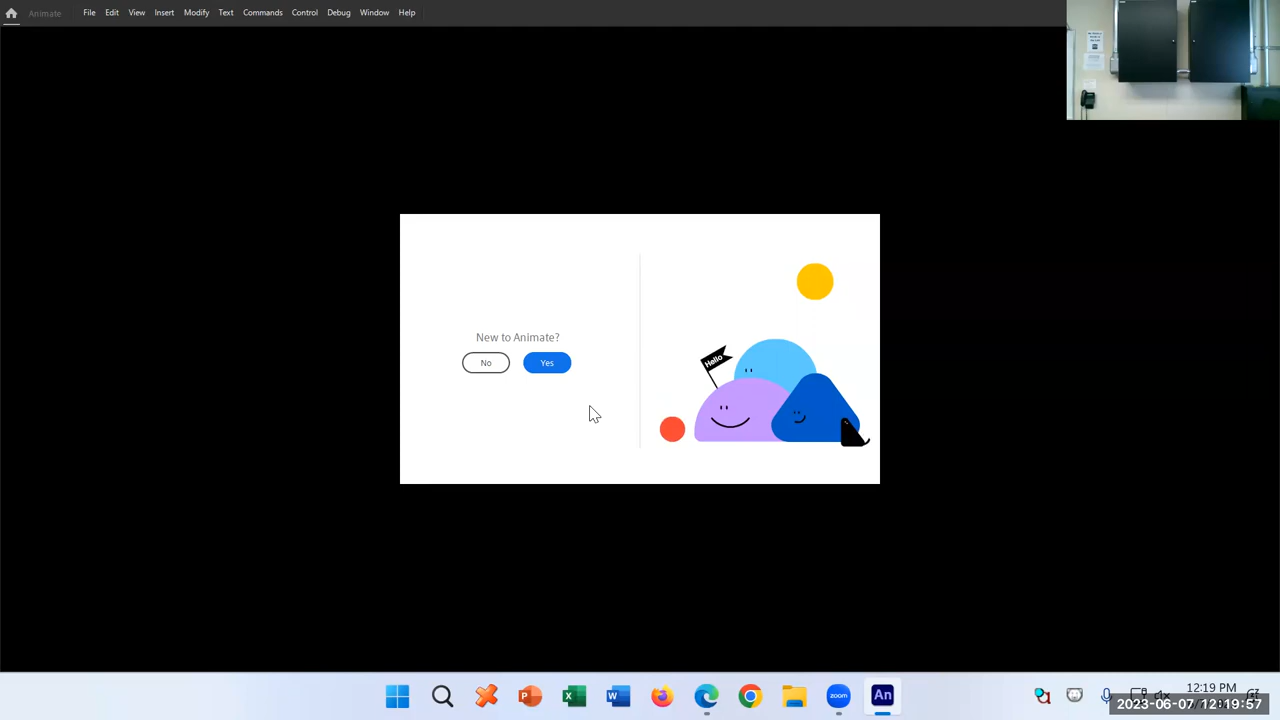 Animate File Edit View Insert Modify Text Commands Control Debug Window Help
New to Animate?
No Yes
Hello
zoom An
12:19 PM
2023-06-07 12:19:57